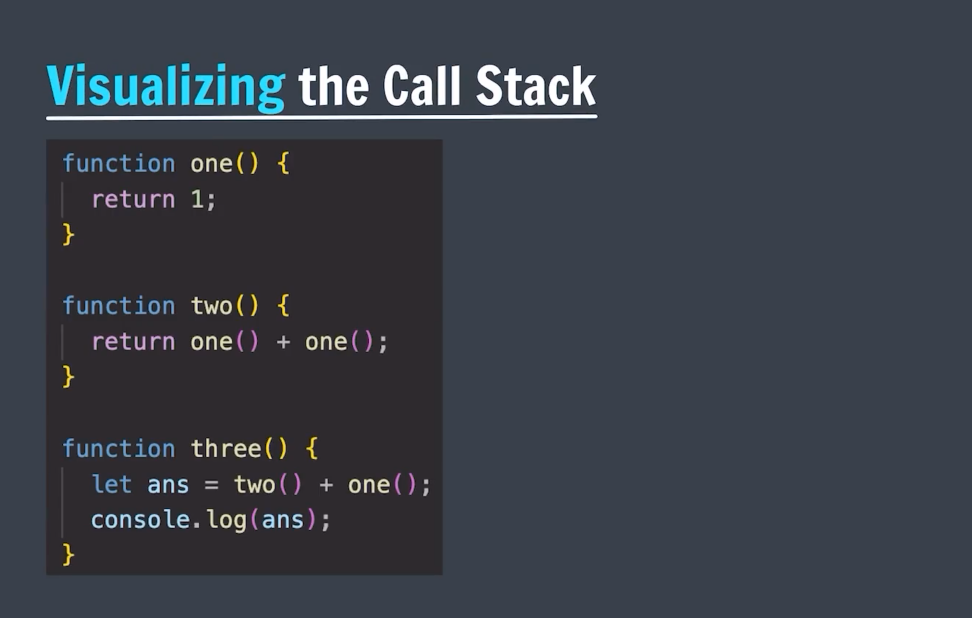 Visualizing the Call Stack
function one() {
  return 1;
}
function two() {
  return one() + one();
}
function three() {
  let ans = two() + one();
  console.log(ans);
}